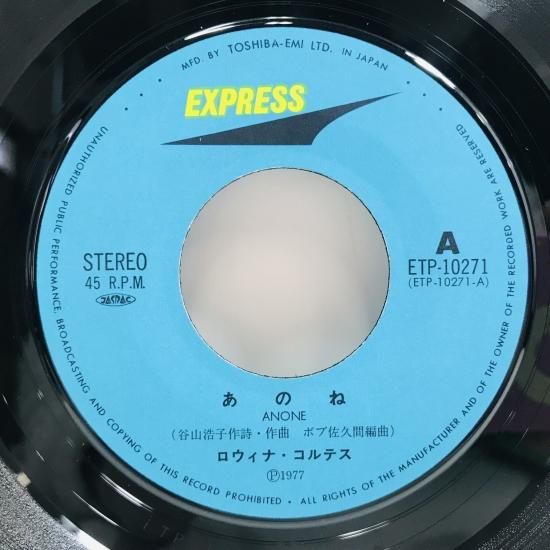 MFD. BY TOSHIBA-EMI LTD. IN JAPAN
EXPRESS
STEREO
45 R.P.M.
JASRAC
A
ETP-10271
(ETP-10271-A)
あのね
ANONE
(谷山浩子作詩・作曲 ボブ佐久間編曲)
ロウィナ・コルテス
Ⓟ1977
UNAUTHORIZED PUBLIC PERFORMANCE, BROADCASTING AND COPYING OF THIS RECORD PROHIBITED • ALL RIGHTS OF THE MANUFACTURER AND OF THE OWNER OF THE RECORDED WORK ARE RESERVED